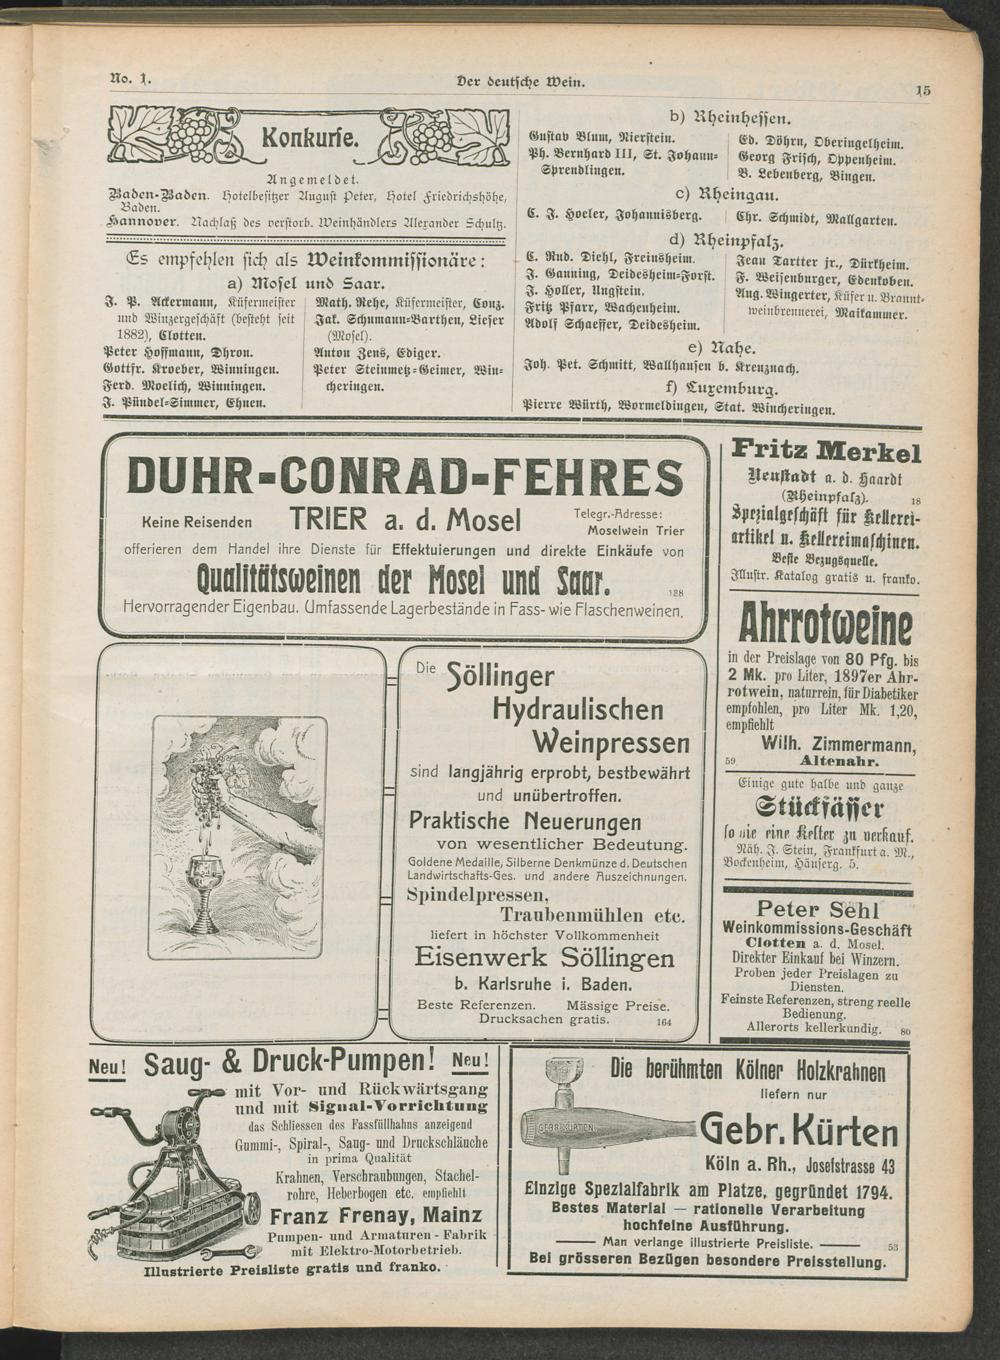 No. 1.
Der deutsche Wein.
15
Konkurse.
Angemeldet.
Baden-Baden. Hotelbesitzer August Peter, Hotel Friedrichshöhe,
Baden.
Hannover. Nachlaß des verstorb. Weinhändlers Alexander Schultz.
Es empfehlen sich als Weinkommissionäre:
a) Mosel und Saar.
J. P. Ackermann, Küfermeister
und Winzergeschäft (besteht seit
1882), Clotten.
Peter Hoffmann, Dhron.
Gottfr. Kroeber, Winningen.
Ferd. Moelich, Winningen.
J. Pündel-Simmer, Ehnen.
Math. Rehe, Küfermeister, Conz.
Jak. Schumann-Barthen, Lieser
(Mosel).
Anton Zens, Ediger.
Peter Steinmetz-Geimer, Win-
cheringen.
b) Rheinhessen.
Gustav Blum, Nierstein.
Ph. Bernhard III, St. Johann-
Sprendlingen.
Ed. Döhrn, Oberingelheim.
Georg Frisch, Oppenheim.
B. Lebenberg, Bingen.
c) Rheingau.
C. J. Hoeler, Johannisberg.
Chr. Schmidt, Mallgarten.
d) Rheinpfalz.
C. Rud. Diehl, Freinsheim.
J. Ganning, Deidesheim-Forst.
J. Holler, Ungstein.
Fritz Pfarr, Wachenheim.
Adolf Schaeffer, Deidesheim.
Jean Tartter jr., Dürkheim.
F. Weisenburger, Edenkoben.
Aug. Wingerter, Küfer u. Brannt-
weinbrennerei, Maikammer.
e) Nahe.
Joh. Pet. Schmitt, Wallhausen b. Kreuznach.
f) Luxemburg.
Pierre Würth, Wormeldingen, Stat. Wincheringen.
DUHR-CONRAD-FEHRES
Keine Reisenden
TRIER a. d. Mosel
Telegr.-Adresse:
Moselwein Trier
offerieren dem Handel ihre Dienste für Effektuierungen und direkte Einkäufe von
Qualitätsweinen der Mosel und Saar.
128
Hervorragender Eigenbau. Umfassende Lagerbestände in Fass- wie Flaschenweinen.
Die Söllinger
Hydraulischen
Weinpressen
sind langjährig erprobt, bestbewährt
und unübertroffen.
Praktische Neuerungen
von wesentlicher Bedeutung.
Goldene Medaille, Silberne Denkmünze d. Deutschen
Landwirtschafts-Ges. und andere Auszeichnungen.
Spindelpressen,
Traubenmühlen etc.
liefert in höchster Vollkommenheit
Eisenwerk Söllingen
b. Karlsruhe i. Baden.
Beste Referenzen. Mässige Preise.
Drucksachen gratis.
164
Fritz Merkel
Neustadt a. d. Haardt
(Rheinpfalz).
18
Spezialgeschäft für Kellerei-
artikel u. Kellereimaschinen.
Beste Bezugsquelle.
Illustr. Katalog gratis u. franko.
Ahrrotweine
in der Preislage von 80 Pfg. bis
2 Mk. pro Liter, 1897er Ahr-
rotwein, naturrein, für Diabetiker
empfohlen, pro Liter Mk. 1,20,
empfiehlt
Wilh. Zimmermann,
59
Altenahr.
Einige gute halbe und ganze
Stückfässer
sowie eine Kelter zu verkauf.
Näh. J. Stein, Frankfurt a. M.,
Bockenheim, Häuserg. 5.
Peter Sehl
Weinkommissions-Geschäft
Clotten a. d. Mosel.
Direkter Einkauf bei Winzern.
Proben jeder Preislagen zu
Diensten.
Feinste Referenzen, streng reelle
Bedienung.
Allerorts kellerkundig.
80
Neu! Saug- & Druck-Pumpen! Neu!
mit Vor- und Rückwärtsgang
und mit Signal-Vorrichtung
das Schliessen des Fassfüllhahns anzeigend
Gummi-, Spiral-, Saug- und Druckschläuche
in prima Qualität
Krahnen, Verschraubungen, Stachel-
rohre, Heberbogen etc. empfiehlt
Franz Frenay, Mainz
Pumpen- und Armaturen-Fabrik
mit Elektro-Motorbetrieb.
Illustrierte Preisliste gratis und franko.
Die berühmten Kölner Holzkrahnen
liefern nur
GEBR. KÜRTEN
Gebr. Kürten
Köln a. Rh., Josefstrasse 43
Einzige Spezialfabrik am Platze, gegründet 1794.
Bestes Material — rationelle Verarbeitung
hochfeine Ausführung.
Man verlange illustrierte Preisliste.
53
Bei grösseren Bezügen besondere Preisstellung.